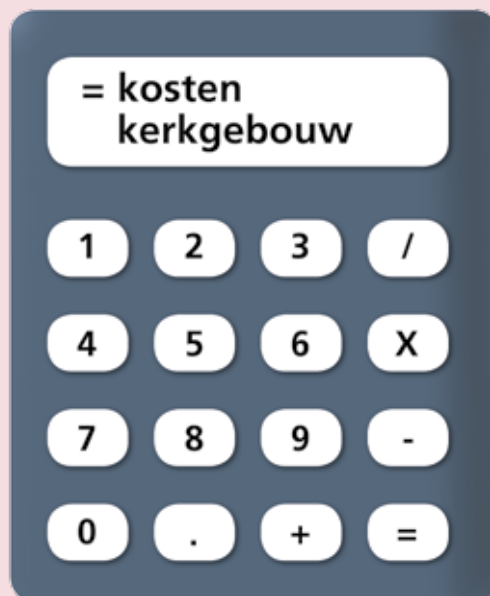 = kosten
kerkgebouw
1 2 3 /
4 5 6 X
7 8 9 -
0 . + =